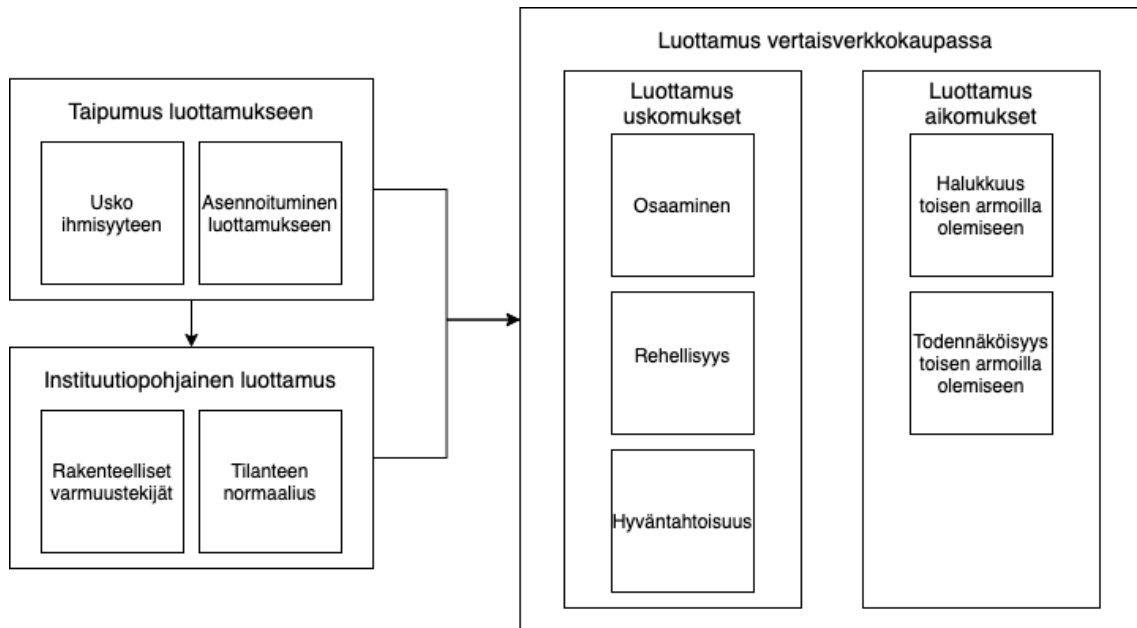 Taipumus luottamukseen
Usko
ihmisyyteen
Asennoituminen
luottamukseen
Instituutiopohjainen luottamus
Rakenteelliset
varmuustekijät
Tilanteen
normaalius
Luottamus vertaisverkkokaupassa
Luottamus
uskomukset
Osaaminen
Rehellisyys
Hyväntahtoisuus
Luottamus
aikomukset
Halukkuus
toisen armoilla
olemiseen
Todennäköisyys
toisen armoilla
olemiseen